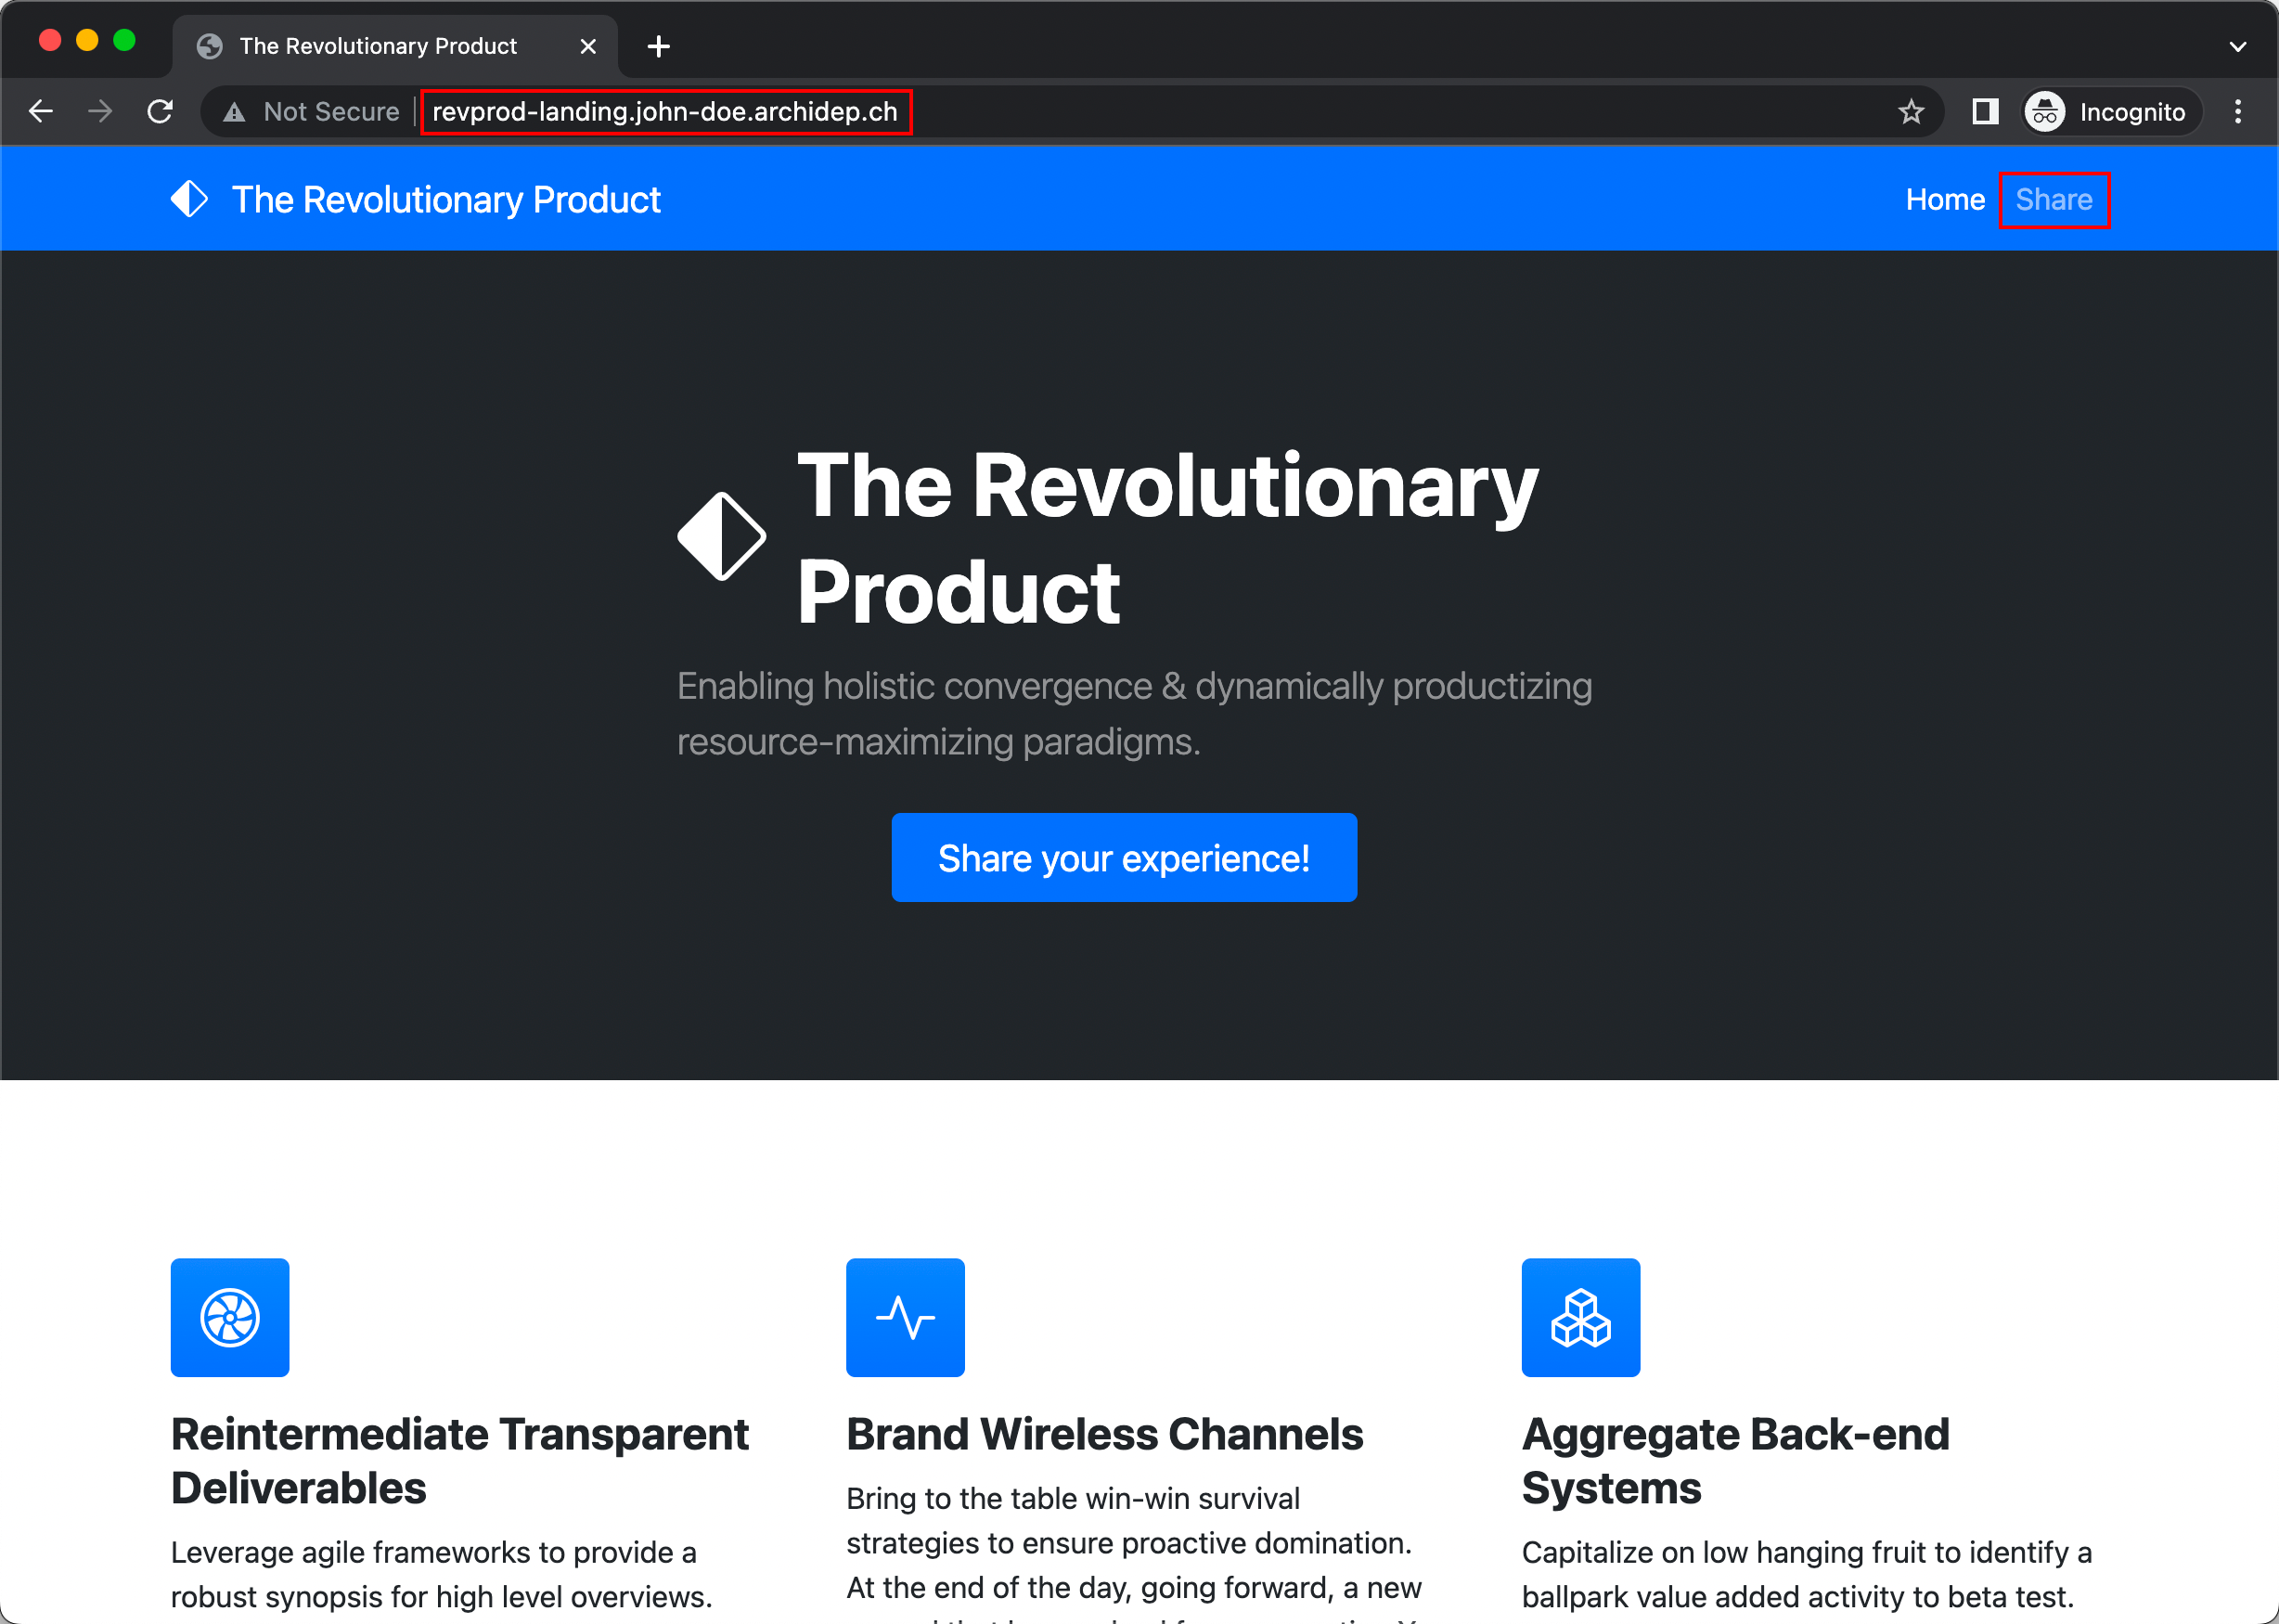 The Revolutionary Product
Not Secure
revprod-landing.john-doe.archidep.ch
Incognito
The Revolutionary Product
Home
Share
The Revolutionary
Product
Enabling holistic convergence & dynamically productizing
resource-maximizing paradigms.
Share your experience!
Reintermediate Transparent
Deliverables
Leverage agile frameworks to provide a
robust synopsis for high level overviews.
Brand Wireless Channels
Bring to the table win-win survival
strategies to ensure proactive domination.
At the end of the day, going forward, a new
Aggregate Back-end
Systems
Capitalize on low hanging fruit to identify a
ballpark value added activity to beta test.